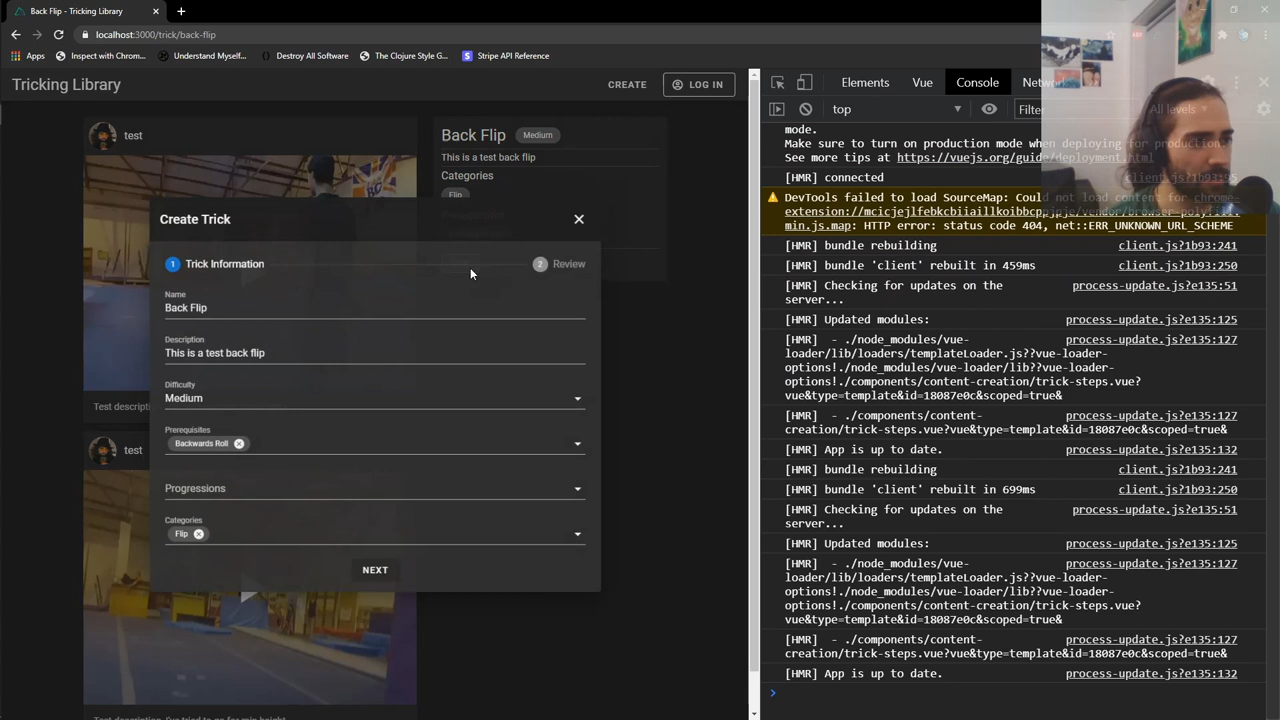 Back Flip - Tricking Library
localhost:3000/trick/back-flip
Apps
Inspect with Chrom...
Understand Myself...
Destroy All Software
The Clojure Style G...
Stripe API Reference
Tricking Library
CREATE
LOG IN
test
Back Flip
Medium
This is a test back flip
Categories
Flip
Create Trick
1 Trick Information
2 Review
Name
Back Flip
Description
This is a test back flip
Difficulty
Medium
Prerequisites
Backwards Roll
Progressions
Categories
Flip
NEXT
test
Elements
Vue
Console
top
Filter
All levels
mode.
Make sure to turn on production mode when deploying for production.
See more tips at https://vuejs.org/guide/deployment.html
[HMR] connected client.js?1b93:95
DevTools failed to load SourceMap: Could not load content for chrome-
min.js.map: HTTP error: status code 404, net::ERR_UNKNOWN_URL_SCHEME
[HMR] bundle rebuilding client.js?1b93:241
[HMR] bundle 'client' rebuilt in 459ms client.js?1b93:250
[HMR] Checking for updates on the process-update.js?e135:51
server...
[HMR] Updated modules: process-update.js?e135:125
[HMR]  - ./node_modules/vue- process-update.js?e135:127
loader/lib/loaders/templateLoader.js??vue-loader-
options!./node_modules/vue-loader/lib??vue-loader-
options!./components/content-creation/trick-steps.vue?
vue&type=template&id=18087e0c&scoped=true&
[HMR]  - ./components/content- process-update.js?e135:127
creation/trick-steps.vue?vue&type=template&id=18087e0c&scoped=true&
[HMR] App is up to date. process-update.js?e135:132
[HMR] bundle rebuilding client.js?1b93:241
[HMR] bundle 'client' rebuilt in 699ms client.js?1b93:250
[HMR] Checking for updates on the process-update.js?e135:51
server...
[HMR] Updated modules: process-update.js?e135:125
[HMR]  - ./node_modules/vue- process-update.js?e135:127
loader/lib/loaders/templateLoader.js??vue-loader-
options!./node_modules/vue-loader/lib??vue-loader-
options!./components/content-creation/trick-steps.vue?
vue&type=template&id=18087e0c&scoped=true&
[HMR]  - ./components/content- process-update.js?e135:127
creation/trick-steps.vue?vue&type=template&id=18087e0c&scoped=true&
[HMR] App is up to date. process-update.js?e135:132